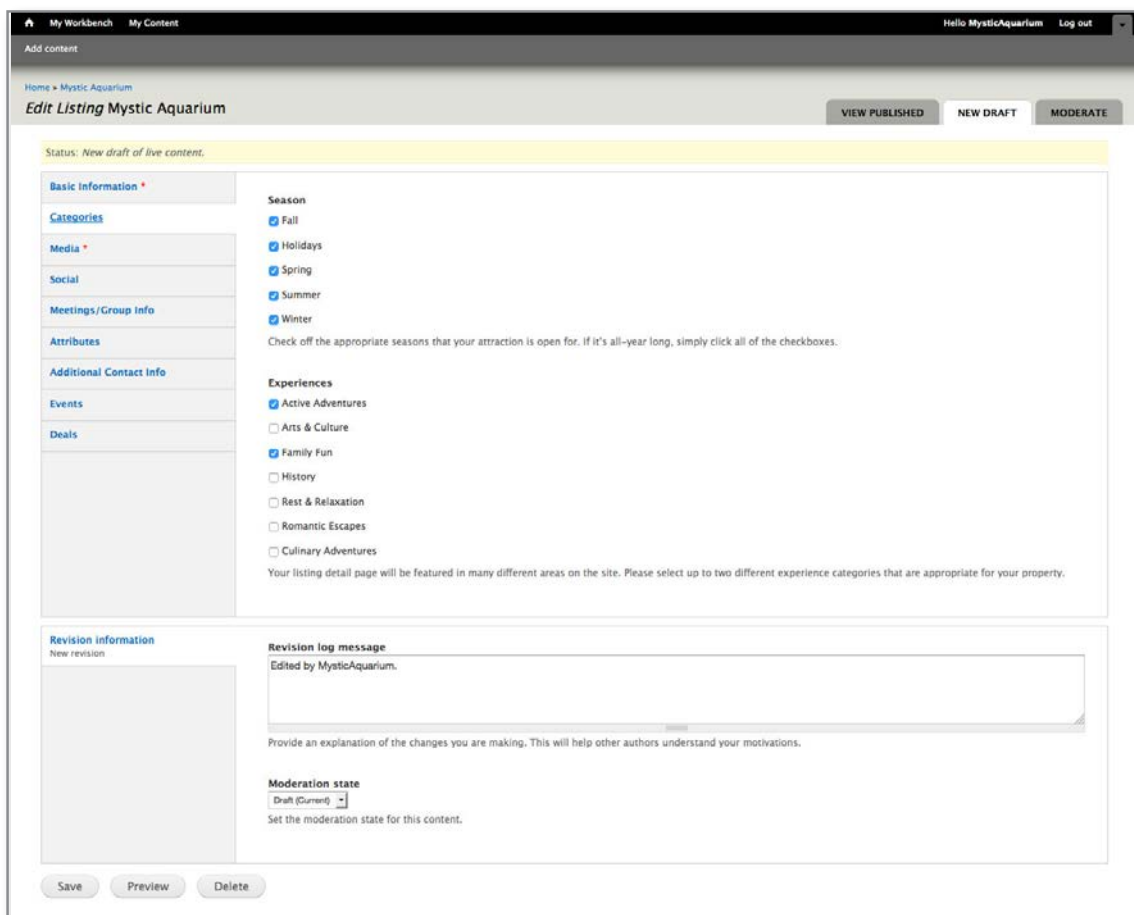 My Workbench My Content Hello MysticAquarium Log out
Add content
Home » Mystic Aquarium
Edit Listing Mystic Aquarium
VIEW PUBLISHED NEW DRAFT MODERATE
Status: New draft of live content.
Basic Information *
Categories
Media *
Social
Meetings/Group Info
Attributes
Additional Contact Info
Events
Deals
Season
Fall
Holidays
Spring
Summer
Winter
Check off the appropriate seasons that your attraction is open for. If it's all-year long, simply click all of the checkboxes.
Experiences
Active Adventures
Arts & Culture
Family Fun
History
Rest & Relaxation
Romantic Escapes
Culinary Adventures
Your listing detail page will be featured in many different areas on the site. Please select up to two different experience categories that are appropriate for your property.
Revision information
New revision
Revision log message
Edited by MysticAquarium.
Provide an explanation of the changes you are making. This will help other authors understand your motivations.
Moderation state
Draft (Current)
Set the moderation state for this content.
Save Preview Delete